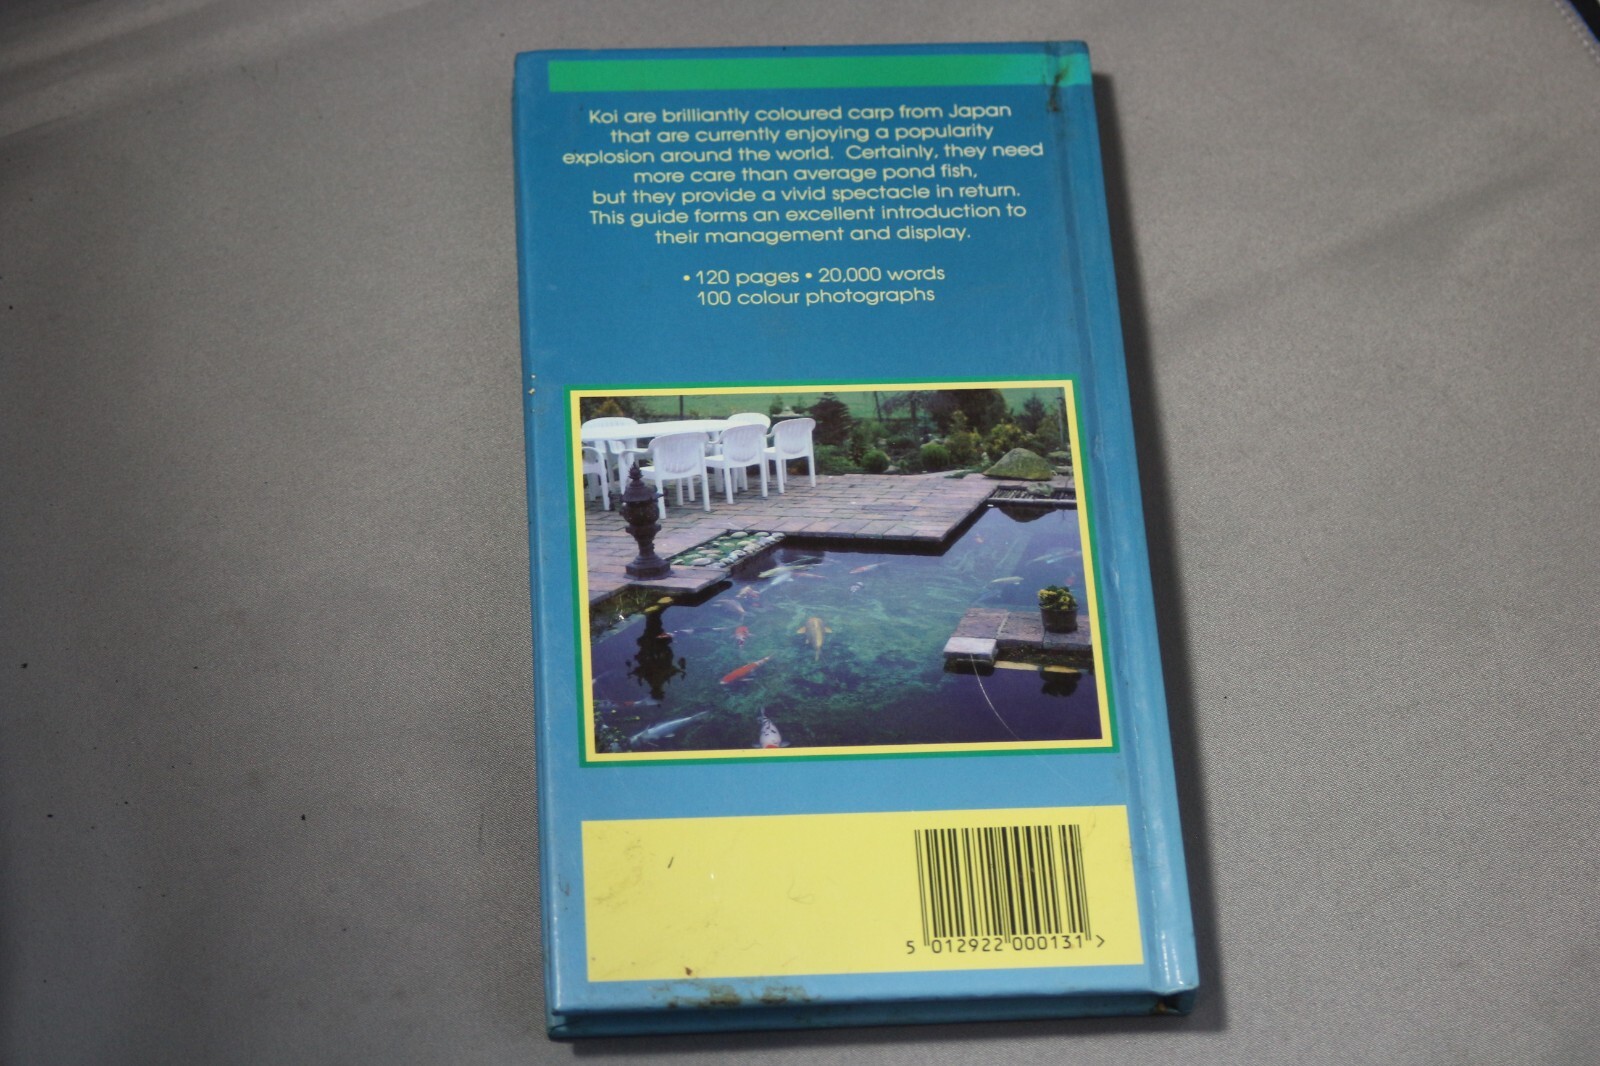 Koi are brilliantly coloured carp from Japan
that are currently enjoying a popularity
explosion around the world. Certainly, they need
more care than average pond fish,
but they provide a vivid spectacle in return.
This guide forms an excellent introduction to
their management and display.
• 120 pages • 20,000 words
100 colour photographs
5 012922 000131 >